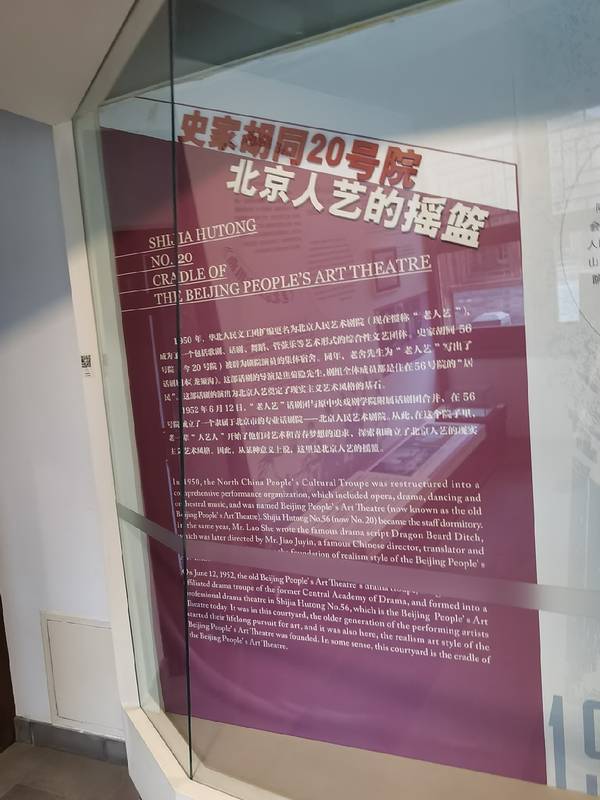 史家胡同20号院
北京人艺的摇篮
SHIJIA HUTONG
NO. 20
CRADLE OF
THE BEIJING PEOPLE'S ART THEATRE
1950 年，华北人民文工团扩编更名为北京人民艺术剧院（现在俗称“老人艺”），
成为了一个包括歌剧、话剧、舞蹈、管弦乐等艺术形式的综合性文艺团体，史家胡同 56
号院（今 20 号院）被辟为剧院演员的集体宿舍。同年，老舍先生为“老人艺”写出了
话剧剧本《龙须沟》，这部话剧的导演是焦菊隐先生，剧组全体成员都是住在 56 号院的“居
民”。这部话剧的演出为北京人艺奠定了现实主义艺术风格的基石。
1952 年 6 月 12 日，“老人艺”话剧团与原中央戏剧学院附属话剧团合并，在 56
号院成立了一个隶属于北京市的专业话剧院——北京人民艺术剧院。从此，在这个院子里，
老一辈“人艺人”开始了他们对艺术和青春梦想的追求，探索和确立了北京人艺的现实
主义艺术风格。因此，从某种意义上说，这里是北京人艺的摇篮。
In 1950, the North China People's Cultural Troupe was restructured into a
comprehensive performance organization, which included opera, drama, dancing and
orchestral music, and was named Beijing People's Art Theatre (now known as the old
Beijing People's Art Theatre). Shijia Hutong No.56 (now No. 20) became the staff dormitory.
In the same year, Mr. Lao She wrote the famous drama script Dragon Beard Ditch,
which was later directed by Mr. Jiao Juyin, a famous Chinese director, translator and
the foundation of realism style of the Beijing People's
On June 12, 1952, the old Beijing People's Art Theatre's drama
affiliated drama troupe of the former Central Academy of Drama, and formed into a
professional drama theatre in Shijia Hutong No.56, which is the Beijing People's Art
Theatre today. It was in this courtyard, the older generation of the performing artists
started their lifelong pursuit for art, and it was also here, the realism art style of the
Beijing People's Art Theatre was founded. In some sense, this courtyard is the cradle of
the Beijing People's Art Theatre.